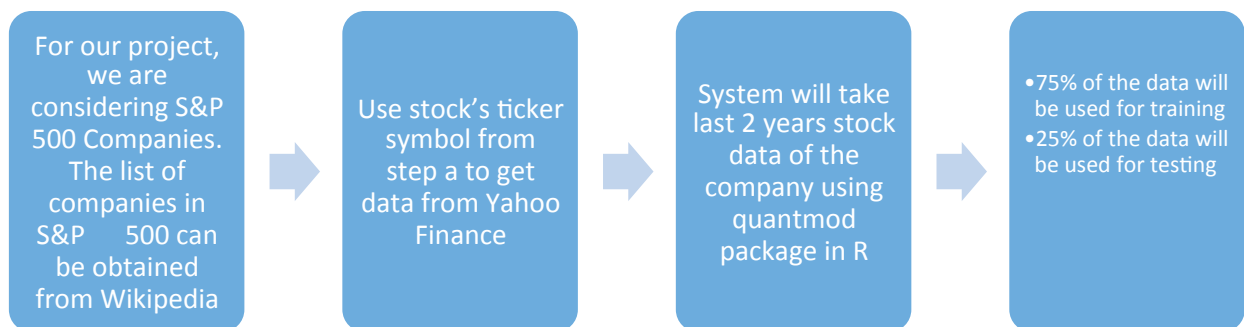 For our project,
we are
considering S&P
500 Companies.
The list of
companies in
S&P 500 can
be obtained
from Wikipedia
Use stock's ticker
symbol from
step a to get
data from Yahoo
Finance
System will take
last 2 years stock
data of the
company using
quantmod
package in R
•75% of the data will
be used for training
•25% of the data will
be used for testing